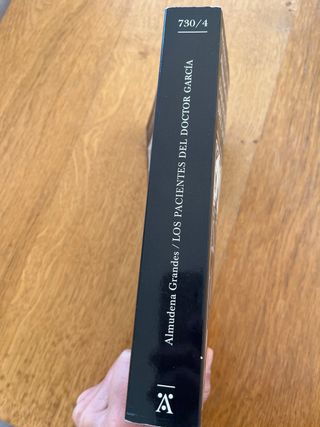 730/4
Almudena Grandes / LOS PACIENTES DEL DOCTOR GARCÍA
A